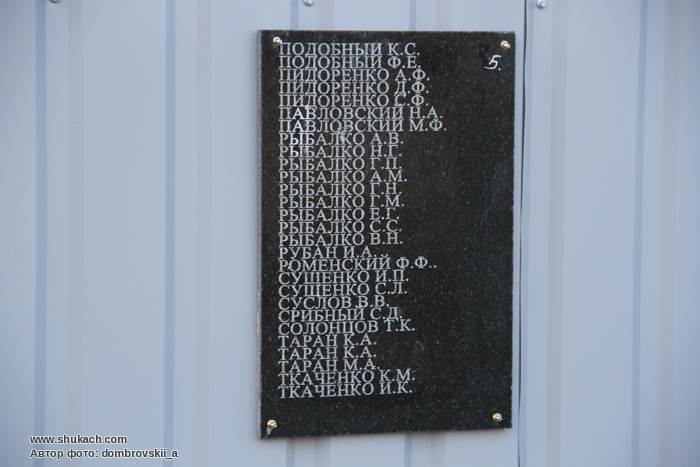 ПОДОБНЫЙ К.С.
ПОДОБНЫЙ Ф.Е.
ПИДОРЕНКО А.Ф.
ПИДОРЕНКО Д.Ф.
ПИДОРЕНКО С.Ф.
ПАВЛОВСКИЙ Н.А.
ПАВЛОВСКИЙ М.Ф.
РЫБАЛКО А.В.
РЫБАЛКО Н.Г.
РЫБАЛКО Г.П.
РЫБАЛКО А.М.
РЫБАЛКО Г.Н.
РЫБАЛКО Г.М.
РЫБАЛКО Е.Г.
РЫБАЛКО С.С.
РЫБАЛКО В.Н.
РУБАН И.А.
РОМЕНСКИЙ Ф.Ф..
СУЩЕНКО И.П.
СУЩЕНКО С.Л.
СУСЛОВ В.В.
СРИБНЫЙ С.Д.
СОЛОНЦОВ Т.К.
ТАРАН К.А.
ТАРАН К.А.
ТАРАН М.А.
ТКАЧЕНКО К.М.
ТКАЧЕНКО И.К.
5.
www.shukach.com
Автор фото: dombrovskii_a